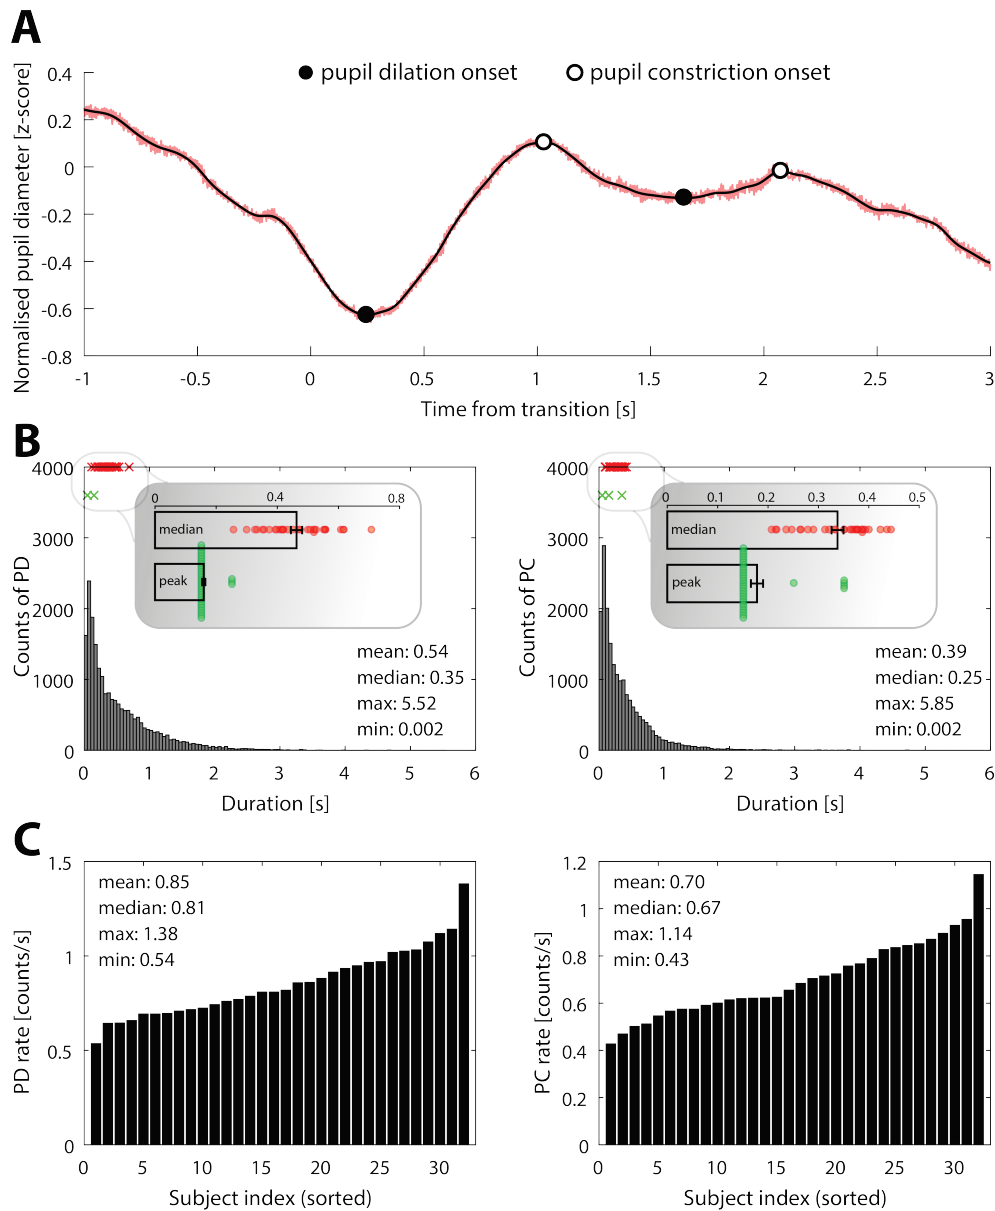 A
pupil dilation onset
pupil constriction onset
Normalised pupil diameter [z-score]
0.4
0.2
0
-0.2
-0.4
-0.6
-0.8
-1 -0.5 0 0.5 1 1.5 2 2.5 3
Time from transition [s]
B
Counts of PD
4000
3000
2000
1000
0
0 0.4 0.8
median
peak
mean: 0.54
median: 0.35
max: 5.52
min: 0.002
0 1 2 3 4 5 6
Duration [s]
Counts of PC
4000
3000
2000
1000
0
0 0.1 0.2 0.3 0.4 0.5
median
peak
mean: 0.39
median: 0.25
max: 5.85
min: 0.002
0 1 2 3 4 5 6
Duration [s]
C
PD rate [counts/s]
1.5
1
0.5
0
mean: 0.85
median: 0.81
max: 1.38
min: 0.54
0 5 10 15 20 25 30
Subject index (sorted)
PC rate [counts/s]
1.2
1
0.8
0.6
0.4
0.2
0
mean: 0.70
median: 0.67
max: 1.14
min: 0.43
0 5 10 15 20 25 30
Subject index (sorted)